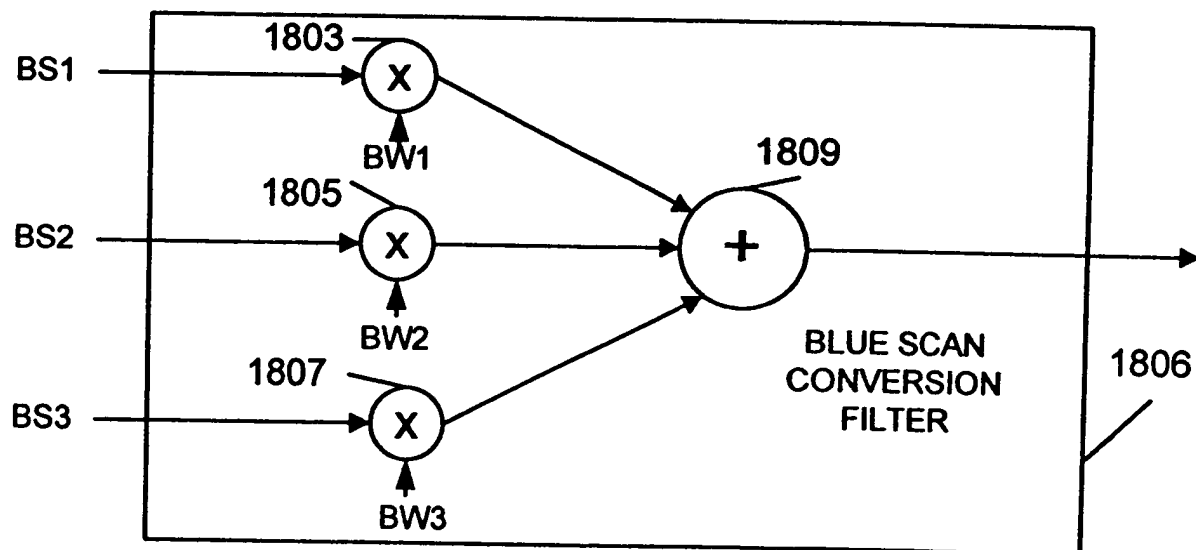 1803
BS1
X
BW1
1809
1805
BS2
X
+
BW2
BLUE SCAN
CONVERSION
FILTER
1806
1807
BS3
X
BW3